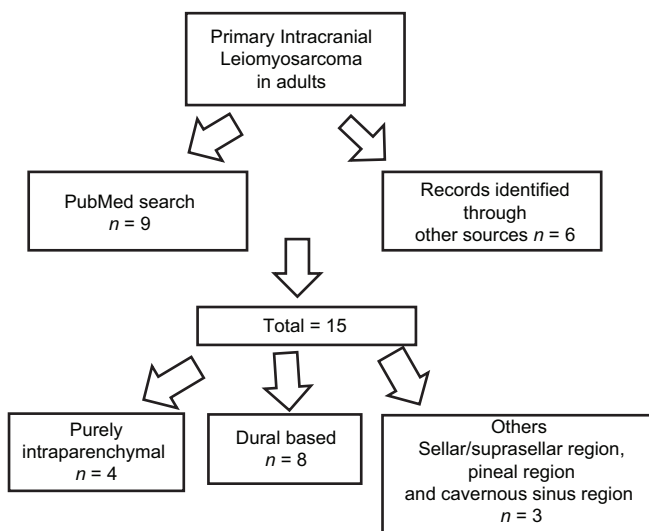 Primary Intracranial
Leiomyosarcoma
in adults
PubMed search
n = 9
Records identified
through
other sources n = 6
Total = 15
Purely
intraparenchymal
n = 4
Dural based
n = 8
Others
Sellar/suprasellar region,
pineal region
and cavernous sinus region
n = 3